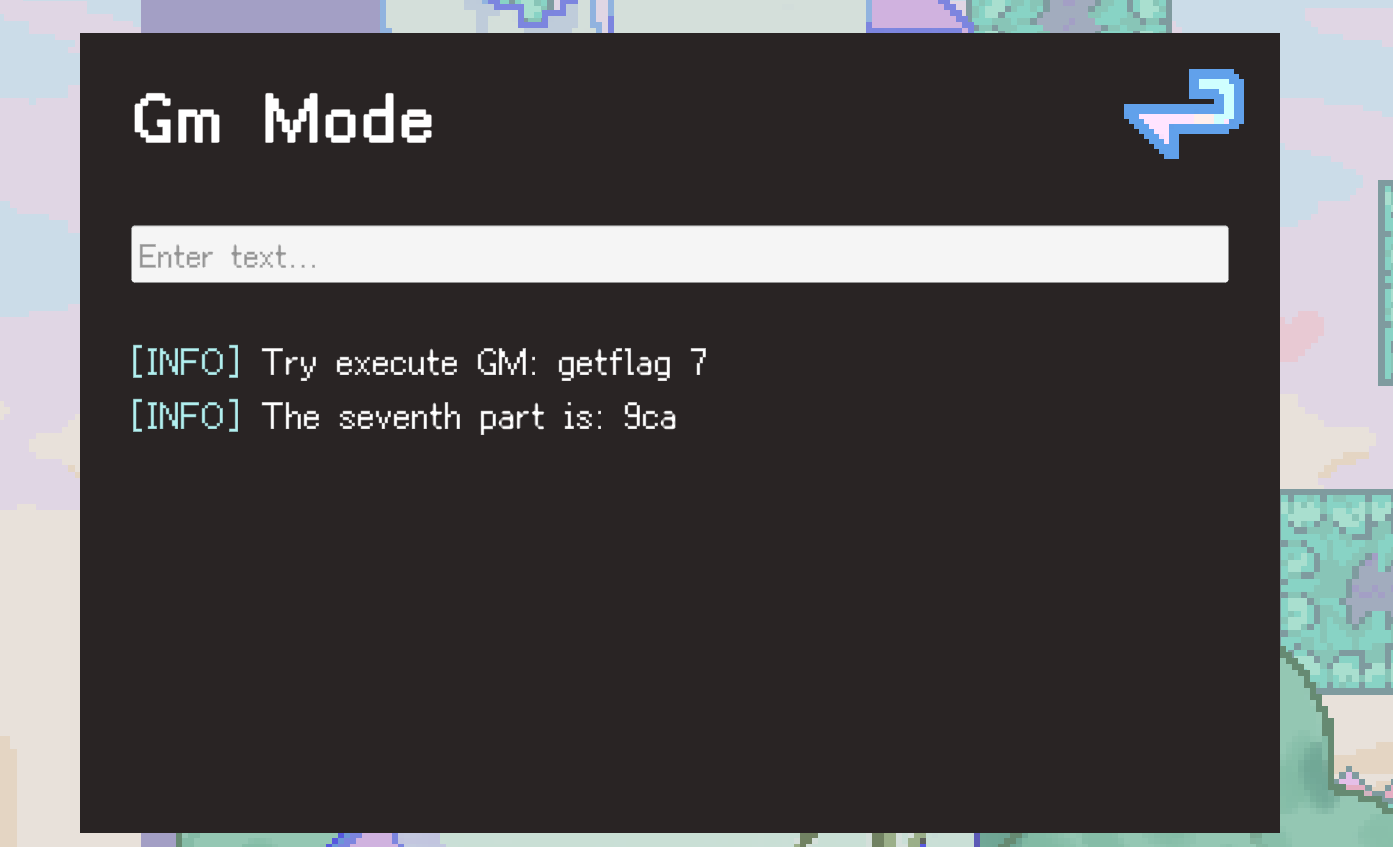 Gm Mode
Enter text...
[INFO] Try execute GM: getflag 7
[INFO] The seventh part is: 9ca